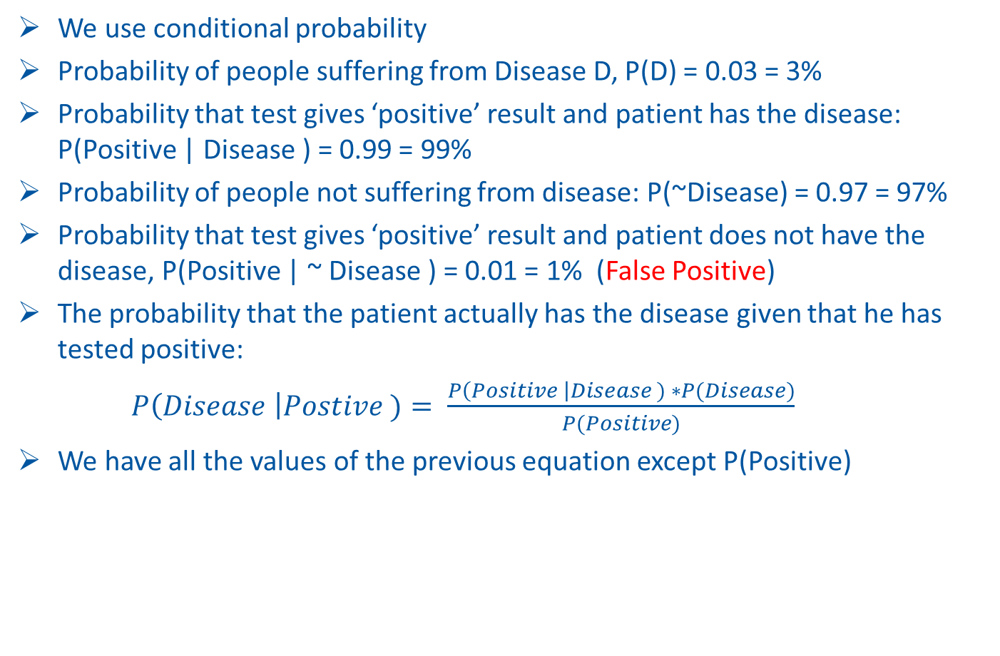 ➢ We use conditional probability
➢ Probability of people suffering from Disease D, P(D) = 0.03 = 3%
➢ Probability that test gives ‘positive’ result and patient has the disease:
P(Positive | Disease ) = 0.99 = 99%
➢ Probability of people not suffering from disease: P(~Disease) = 0.97 = 97%
➢ Probability that test gives ‘positive’ result and patient does not have the
disease, P(Positive | ~ Disease ) = 0.01 = 1% (False Positive)
➢ The probability that the patient actually has the disease given that he has
tested positive:
P(Disease |Postive ) = P(Positive |Disease ) *P(Disease)
P(Positive)
➢ We have all the values of the previous equation except P(Positive)